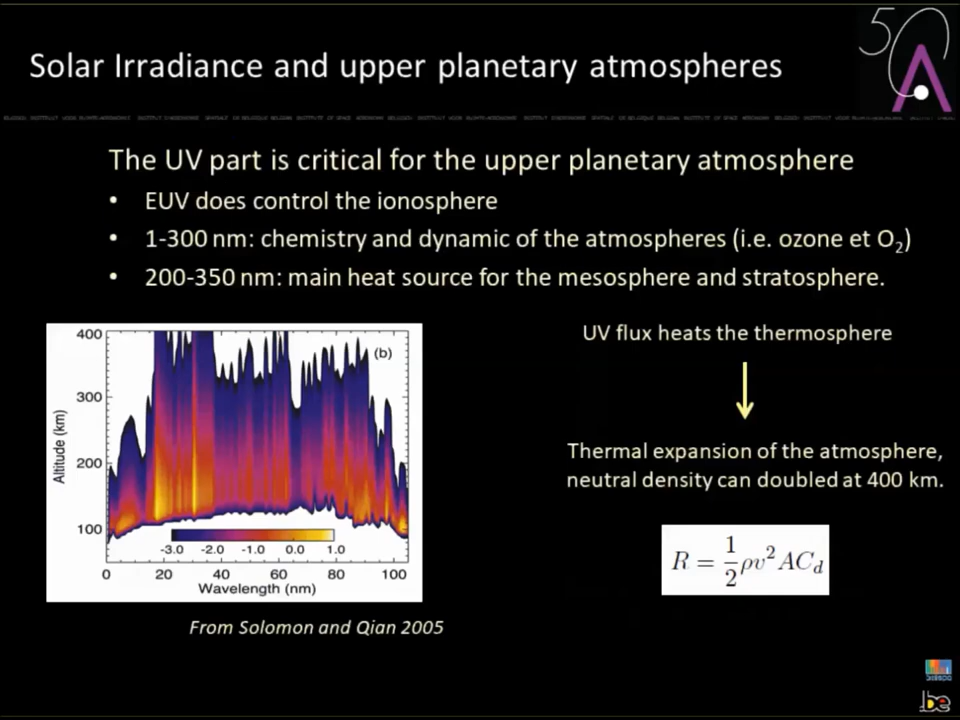 Solar Irradiance and upper planetary atmospheres
50
The UV part is critical for the upper planetary atmosphere
• EUV does control the ionosphere
• 1-300 nm: chemistry and dynamic of the atmospheres (i.e. ozone et O₂)
• 200-350 nm: main heat source for the mesosphere and stratosphere.
UV flux heats the thermosphere
Thermal expansion of the atmosphere,
neutral density can doubled at 400 km.
R = 1/2 ρv² AC_d
(b)
400
300
200
100
Altitude (km)
-3.0 -2.0 -1.0 0.0 1.0
0 20 40 60 80 100
Wavelength (nm)
From Solomon and Qian 2005
.be